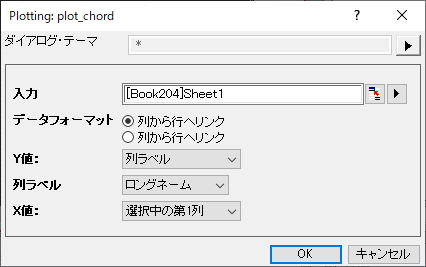 Plotting: plot_chord ? ×
ダイアログ・テーマ *
入力 [Book204]Sheet1
データフォーマット 列から行へリンク
列から行へリンク
Y値: 列ラベル
列ラベル ロングネーム
X値: 選択中の第1列
OK キャンセル